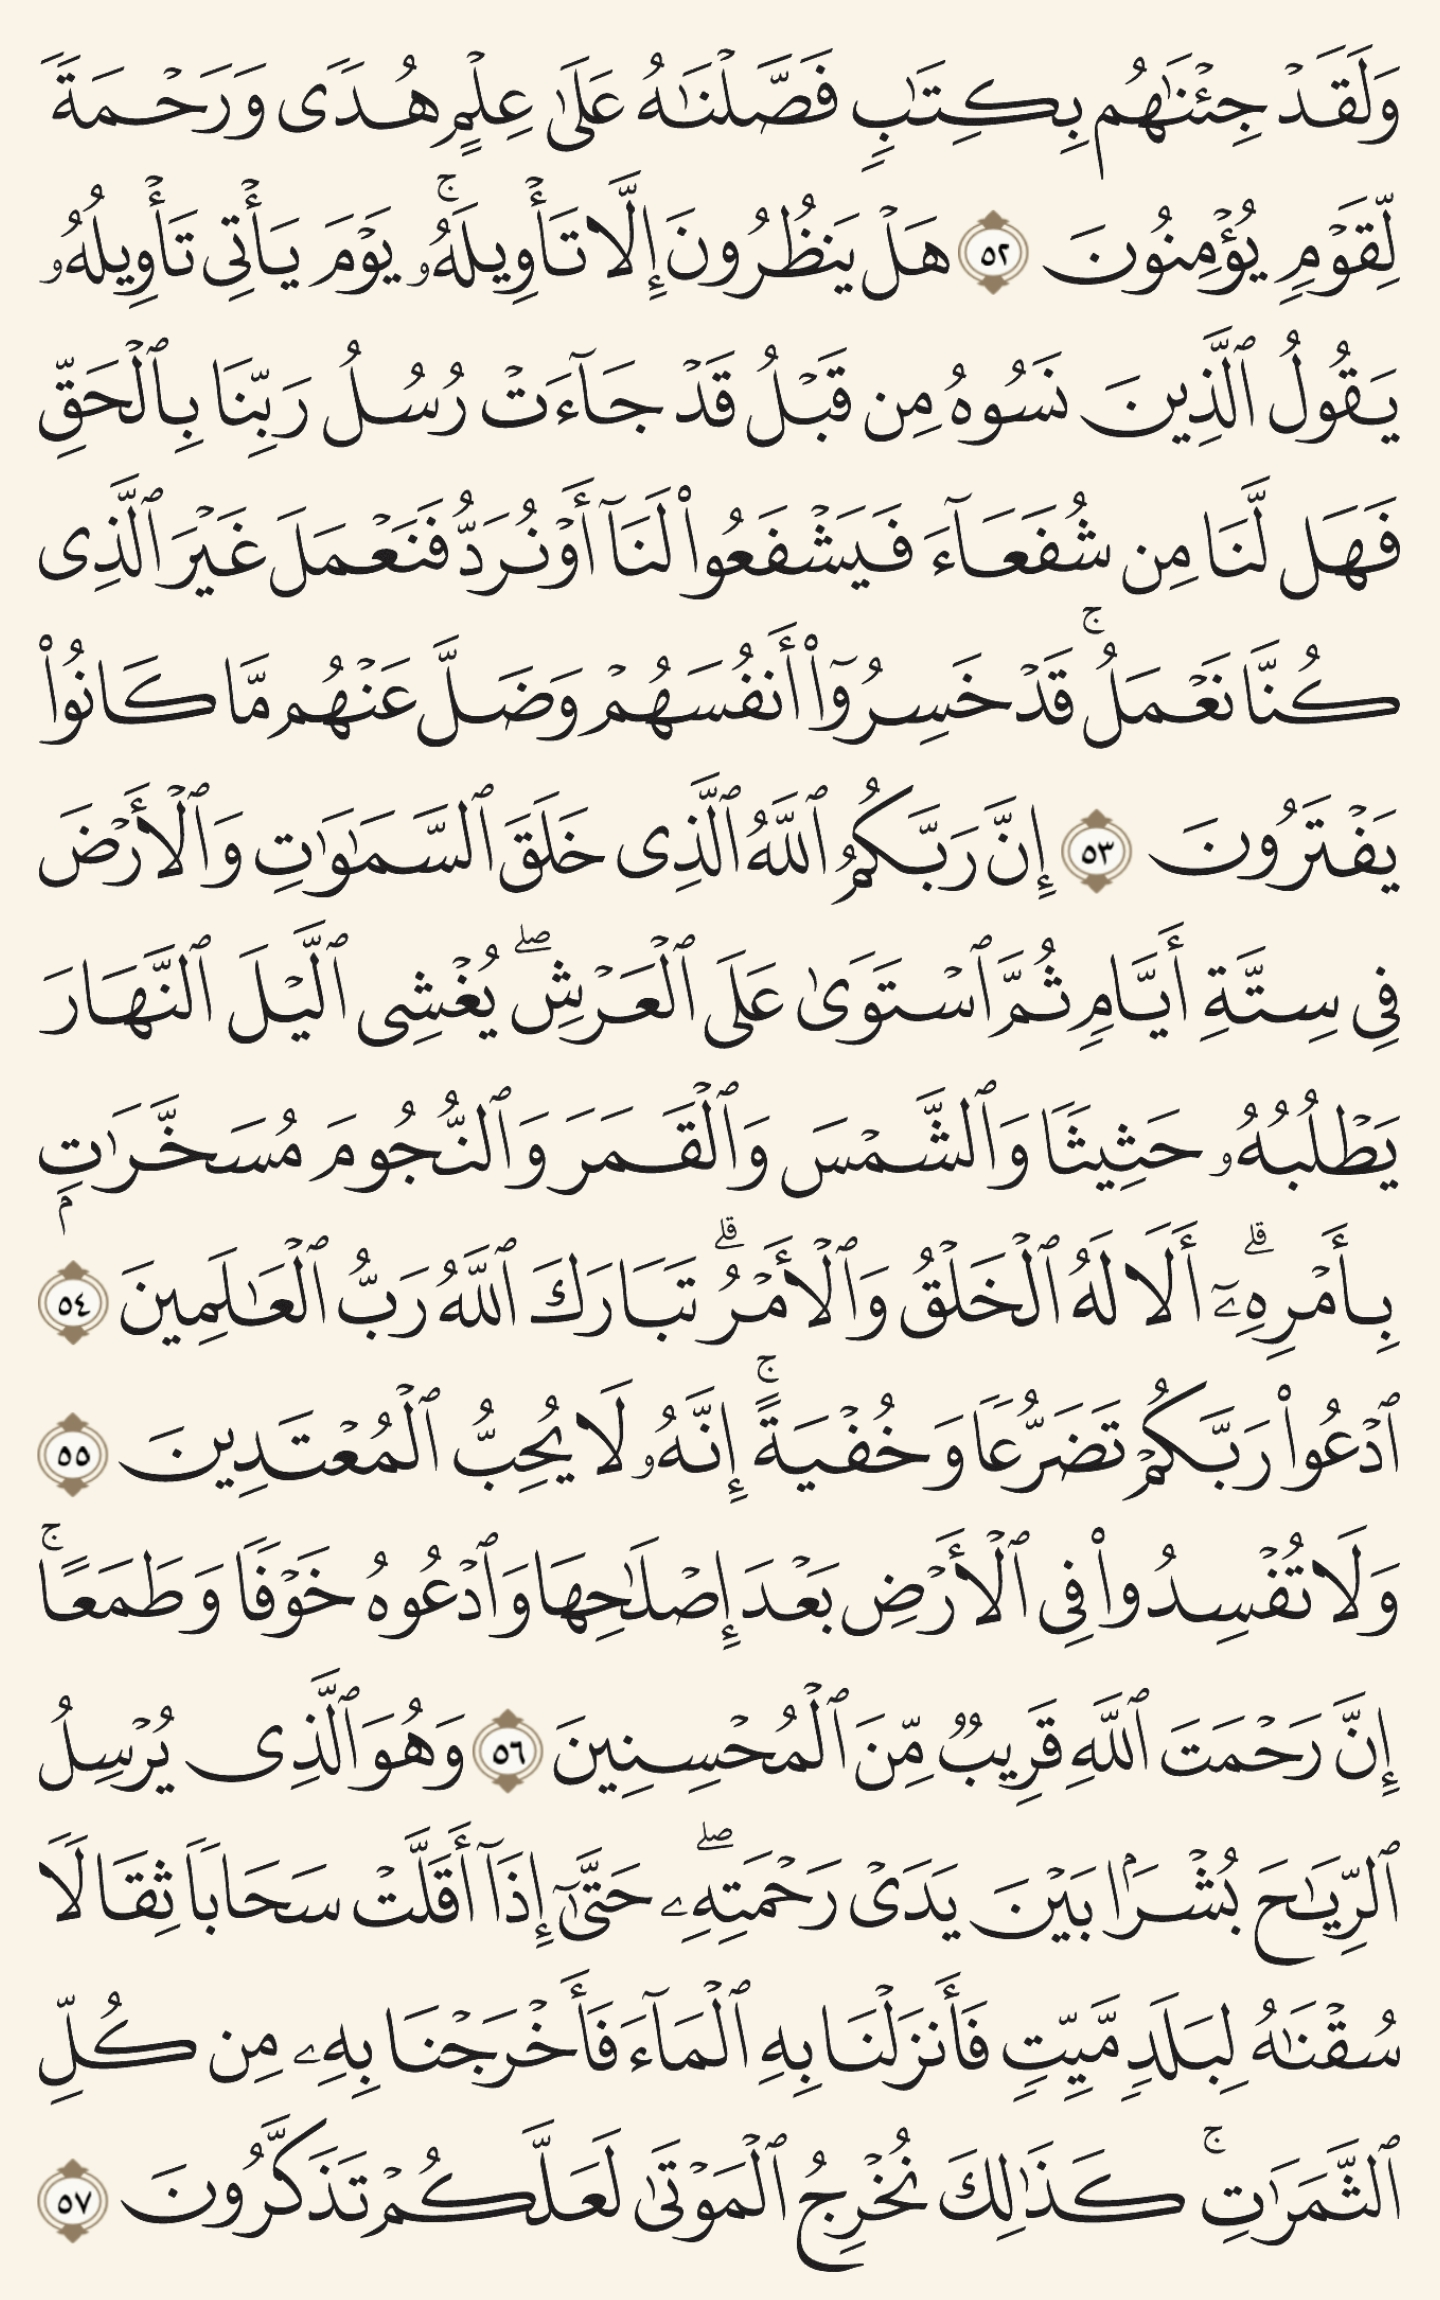 وَلَقَدْ جِئْنَـٰهُم بِكِتَـٰبٍ فَصَّلْنَـٰهُ عَلَىٰ عِلْمٍ هُدًى وَرَحْمَةً
لِّقَوْمٍ يُؤْمِنُونَ ٥٢ هَلْ يَنظُرُونَ إِلَّا تَأْوِيلَهُۥ ۚ يَوْمَ يَأْتِى تَأْوِيلُهُۥ
يَقُولُ ٱلَّذِينَ نَسُوهُ مِن قَبْلُ قَدْ جَآءَتْ رُسُلُ رَبِّنَا بِٱلْحَقِّ
فَهَل لَّنَا مِن شُفَعَآءَ فَيَشْفَعُوا۟ لَنَآ أَوْ نُرَدُّ فَنَعْمَلَ غَيْرَ ٱلَّذِى
كُنَّا نَعْمَلُ ۚ قَدْ خَسِرُوٓا۟ أَنفُسَهُمْ وَضَلَّ عَنْهُم مَّا كَانُوا۟
يَفْتَرُونَ ٥٣ إِنَّ رَبَّكُمُ ٱللَّهُ ٱلَّذِى خَلَقَ ٱلسَّمَـٰوَٰتِ وَٱلْأَرْضَ
فِى سِتَّةِ أَيَّامٍ ثُمَّ ٱسْتَوَىٰ عَلَى ٱلْعَرْشِ ۖ يُغْشِى ٱلَّيْلَ ٱلنَّهَارَ
يَطْلُبُهُۥ حَثِيثًا وَٱلشَّمْسَ وَٱلْقَمَرَ وَٱلنُّجُومَ مُسَخَّرَٰتٍۭ
بِأَمْرِهِۦٓ ۗ أَلَا لَهُ ٱلْخَلْقُ وَٱلْأَمْرُ ۗ تَبَارَكَ ٱللَّهُ رَبُّ ٱلْعَـٰلَمِينَ ٥٤
ٱدْعُوا۟ رَبَّكُمْ تَضَرُّعًا وَخُفْيَةً ۚ إِنَّهُۥ لَا يُحِبُّ ٱلْمُعْتَدِينَ ٥٥
وَلَا تُفْسِدُوا۟ فِى ٱلْأَرْضِ بَعْدَ إِصْلَـٰحِهَا وَٱدْعُوهُ خَوْفًا وَطَمَعًا ۚ
إِنَّ رَحْمَتَ ٱللَّهِ قَرِيبٌ مِّنَ ٱلْمُحْسِنِينَ ٥٦ وَهُوَ ٱلَّذِى يُرْسِلُ
ٱلرِّيَـٰحَ بُشْرًۢا بَيْنَ يَدَىْ رَحْمَتِهِۦ ۖ حَتَّىٰٓ إِذَآ أَقَلَّتْ سَحَابًا ثِقَالًا
سُقْنَـٰهُ لِبَلَدٍ مَّيِّتٍ فَأَنزَلْنَا بِهِ ٱلْمَآءَ فَأَخْرَجْنَا بِهِۦ مِن كُلِّ
ٱلثَّمَرَٰتِ ۚ كَذَٰلِكَ نُخْرِجُ ٱلْمَوْتَىٰ لَعَلَّكُمْ تَذَكَّرُونَ ٥٧